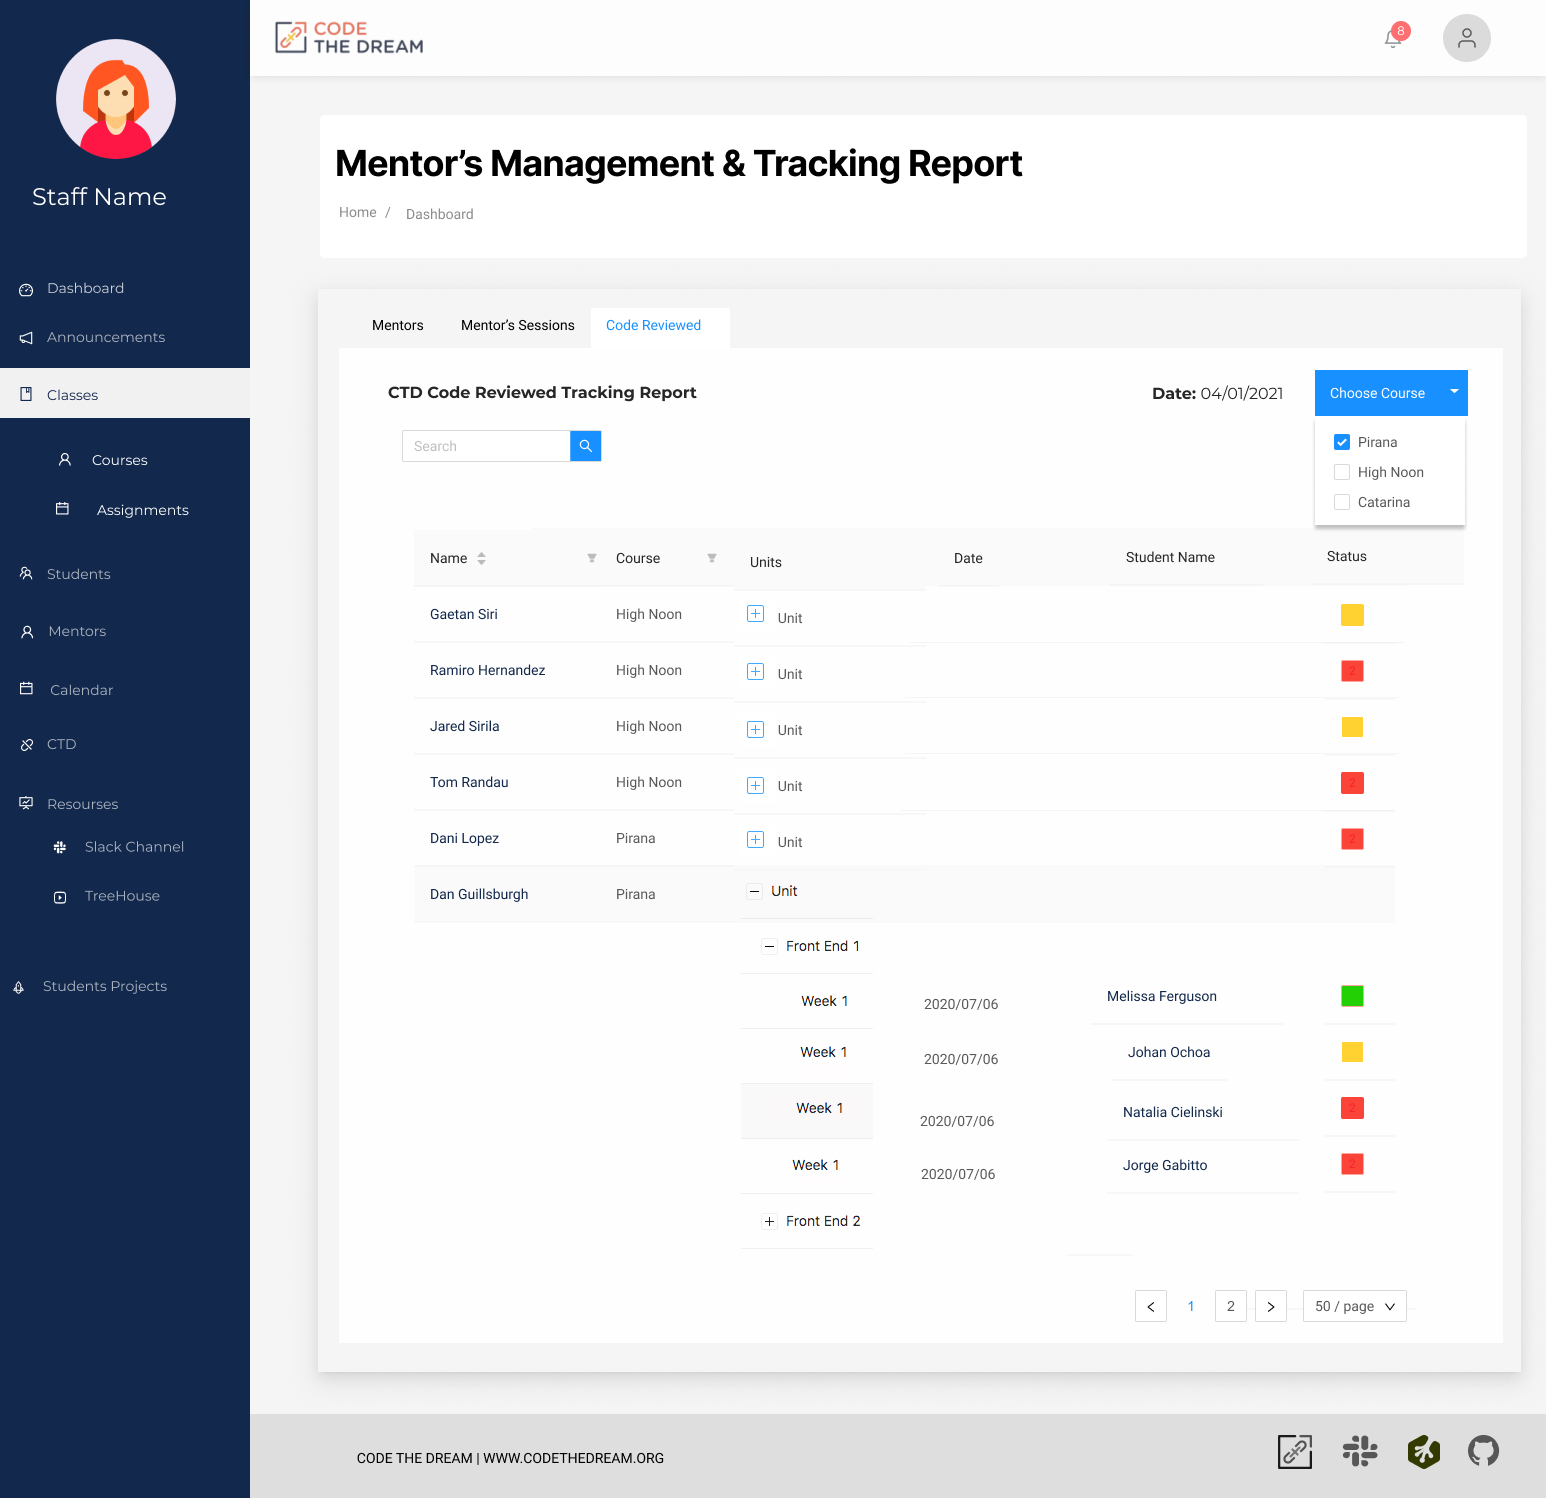 CODE
THE DREAM
8
Staff Name
Dashboard
Announcements
Classes
Courses
Assignments
Students
Mentors
Calendar
CTD
Resourses
Slack Channel
TreeHouse
Students Projects
Mentor's Management & Tracking Report
Home / Dashboard
Mentors Mentor's Sessions Code Reviewed
CTD Code Reviewed Tracking Report
Date: 04/01/2021
Choose Course
Search
Pirana
High Noon
Catarina
Name Course Units Date Student Name Status
Gaetan Siri High Noon Unit
Ramiro Hernandez High Noon Unit 2
Jared Sirila High Noon Unit
Tom Randau High Noon Unit 2
Dani Lopez Pirana Unit 2
Dan Guillsburgh Pirana Unit
Front End 1
Week 1 2020/07/06 Melissa Ferguson
Week 1 2020/07/06 Johan Ochoa
Week 1 2020/07/06 Natalia Cielinski 2
Week 1 2020/07/06 Jorge Gabitto 2
Front End 2
1 2 50 / page
CODE THE DREAM | WWW.CODETHEDREAM.ORG